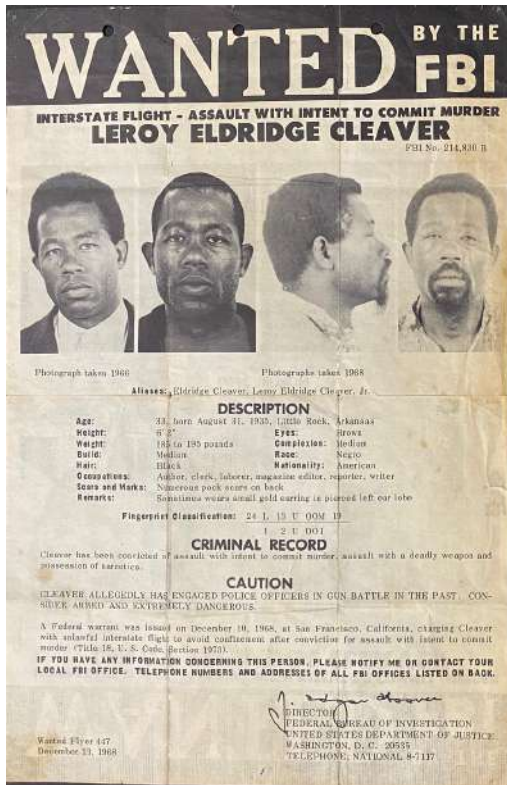 WANTED BY THE FBI
INTERSTATE FLIGHT - ASSAULT WITH INTENT TO COMMIT MURDER
LEROY ELDRIDGE CLEAVER
FBI No. 214,830 B
Photograph taken 1966
Photographs taken 1968
Aliases: Eldridge Cleaver, Leroy Eldridge Cleaver, Jr.
DESCRIPTION
Age: 33, born August 31, 1935, Little Rock, Arkansas
Height: 6' 2" Eyes: Brown
Weight: 185 to 195 pounds Complexion: Medium
Build: Medium Race: Negro
Hair: Black Nationality: American
Occupations: Author, clerk, laborer, magazine editor, reporter, writer
Scars and Marks: Numerous pock scars on back
Remarks: Sometimes wears small gold earring in pierced left ear lobe
Fingerprint Classification: 24 L 15 U OOM 19
1 2 U OOI
CRIMINAL RECORD
Cleaver has been convicted of assault with intent to commit murder, assault with a deadly weapon and
possession of narcotics.
CAUTION
CLEAVER ALLEGEDLY HAS ENGAGED POLICE OFFICERS IN GUN BATTLE IN THE PAST. CON-
SIDER ARMED AND EXTREMELY DANGEROUS.
A Federal warrant was issued on December 10, 1968, at San Francisco, California, charging Cleaver
with unlawful interstate flight to avoid confinement after conviction for assault with intent to commit
murder (Title 18, U. S. Code, Section 1073).
IF YOU HAVE ANY INFORMATION CONCERNING THIS PERSON, PLEASE NOTIFY ME OR CONTACT YOUR
LOCAL FBI OFFICE. TELEPHONE NUMBERS AND ADDRESSES OF ALL FBI OFFICES LISTED ON BACK.
J. Edgar Hoover
DIRECTOR
FEDERAL BUREAU OF INVESTIGATION
UNITED STATES DEPARTMENT OF JUSTICE
WASHINGTON, D. C. 20535
TELEPHONE, NATIONAL 8-7117
Wanted Flyer 447
December 13, 1968